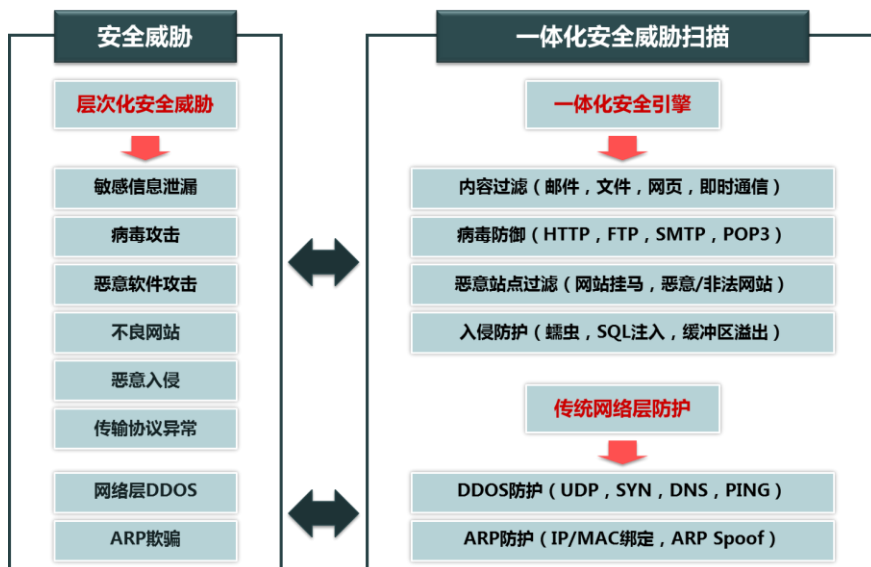 安全威胁
层次化安全威胁
敏感信息泄漏
病毒攻击
恶意软件攻击
不良网站
恶意入侵
传输协议异常
网络层DDOS
ARP欺骗
一体化安全威胁扫描
一体化安全引擎
内容过滤（邮件，文件，网页，即时通信）
病毒防御（HTTP，FTP，SMTP，POP3）
恶意站点过滤（网站挂马，恶意/非法网站）
入侵防护（蠕虫，SQL注入，缓冲区溢出）
传统网络层防护
DDOS防护（UDP，SYN，DNS，PING）
ARP防护（IP/MAC绑定，ARP Spoof）